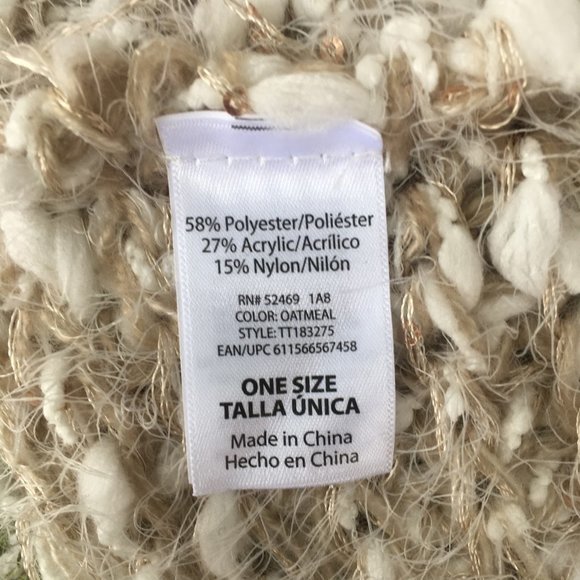 58% Polyester/Poliéster
27% Acrylic/Acrílico
15% Nylon/Nilón
RN# 52469 1A8
COLOR: OATMEAL
STYLE: TT183275
EAN/UPC 611566567458
ONE SIZE
TALLA ÚNICA
Made in China
Hecho en China